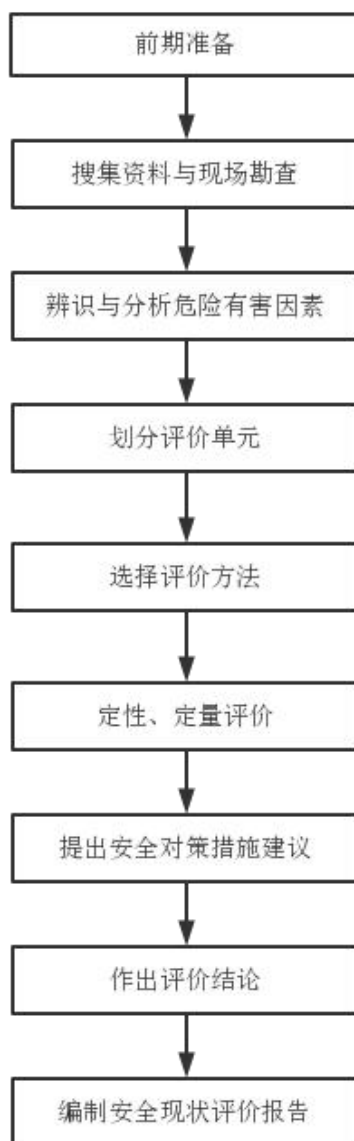 前期准备
搜集资料与现场勘查
辨识与分析危险有害因素
划分评价单元
选择评价方法
定性、定量评价
提出安全对策措施建议
作出评价结论
编制安全现状评价报告